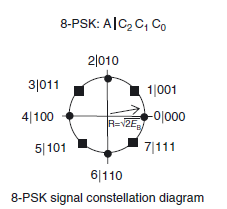 8-PSK: A|C₂ C₁ C₀
2|010
3|011
1|001
4|100
R=√2Eʙ
0|000
5|101
7|111
6|110
8-PSK signal constellation diagram